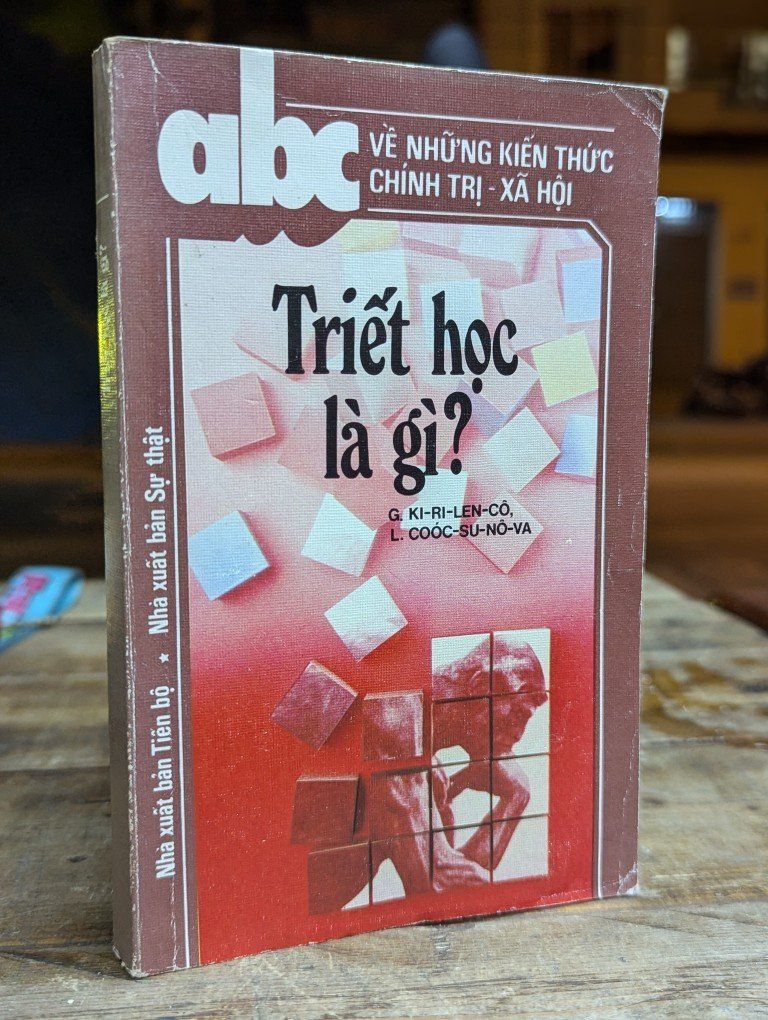 abc
VỀ NHỮNG KIẾN THỨC
CHÍNH TRỊ - XÃ HỘI
Triết học
là gì?
G. KI-RI-LEN-CÔ,
L. COÓC-SU-NÔ-VA
Nhà xuất bản Tiến bộ ★ Nhà xuất bản Sự thật